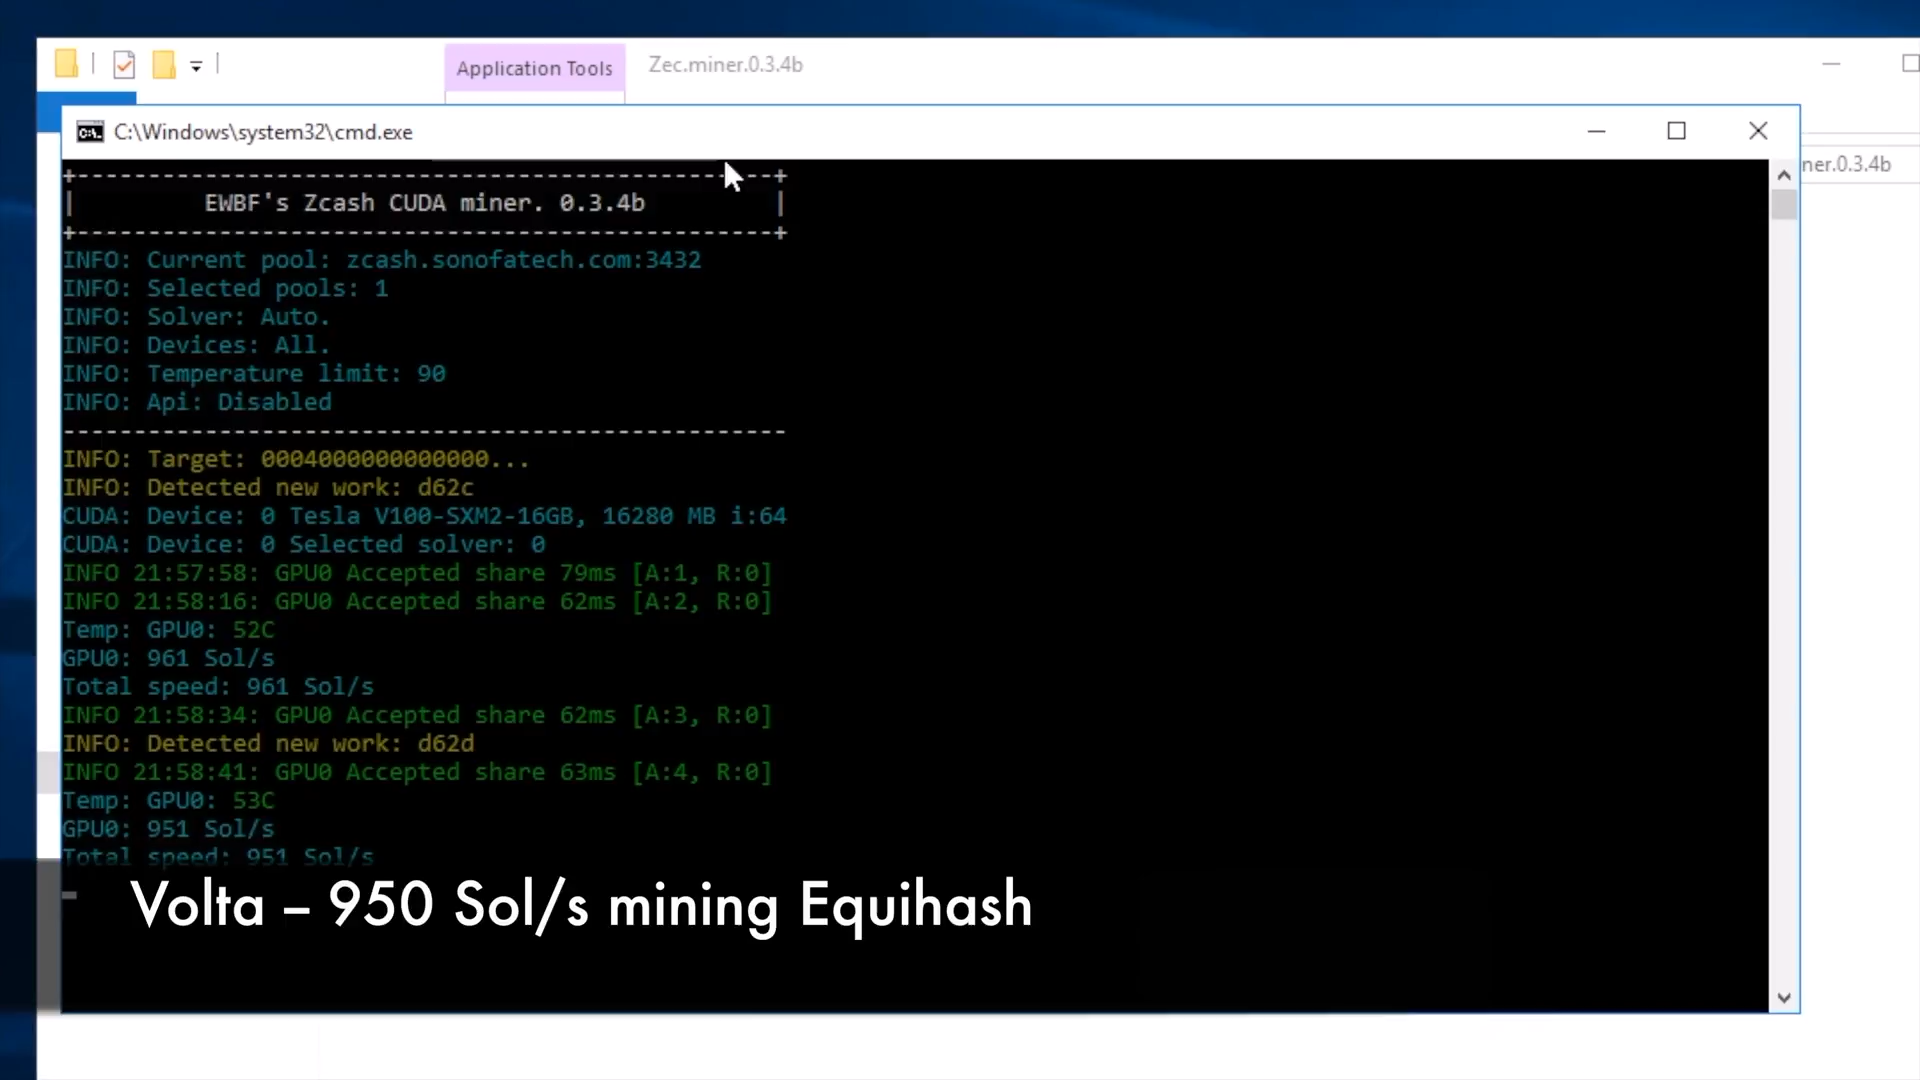 Application Tools
Zec.miner.0.3.4b
C:\Windows\system32\cmd.exe
ner.0.3.4b
+--------------------------------------------------+
| EWBF's Zcash CUDA miner. 0.3.4b |
+--------------------------------------------------+
INFO: Current pool: zcash.sonofatech.com:3432
INFO: Selected pools: 1
INFO: Solver: Auto.
INFO: Devices: All.
INFO: Temperature limit: 90
INFO: Api: Disabled
---------------------------------------------------
INFO: Target: 0004000000000000...
INFO: Detected new work: d62c
CUDA: Device: 0 Tesla V100-SXM2-16GB, 16280 MB i:64
CUDA: Device: 0 Selected solver: 0
INFO 21:57:58: GPU0 Accepted share 79ms [A:1, R:0]
INFO 21:58:16: GPU0 Accepted share 62ms [A:2, R:0]
Temp: GPU0: 52C
GPU0: 961 Sol/s
Total speed: 961 Sol/s
INFO 21:58:34: GPU0 Accepted share 62ms [A:3, R:0]
INFO: Detected new work: d62d
INFO 21:58:41: GPU0 Accepted share 63ms [A:4, R:0]
Temp: GPU0: 53C
GPU0: 951 Sol/s
Total speed: 951 Sol/s
Volta – 950 Sol/s mining Equihash